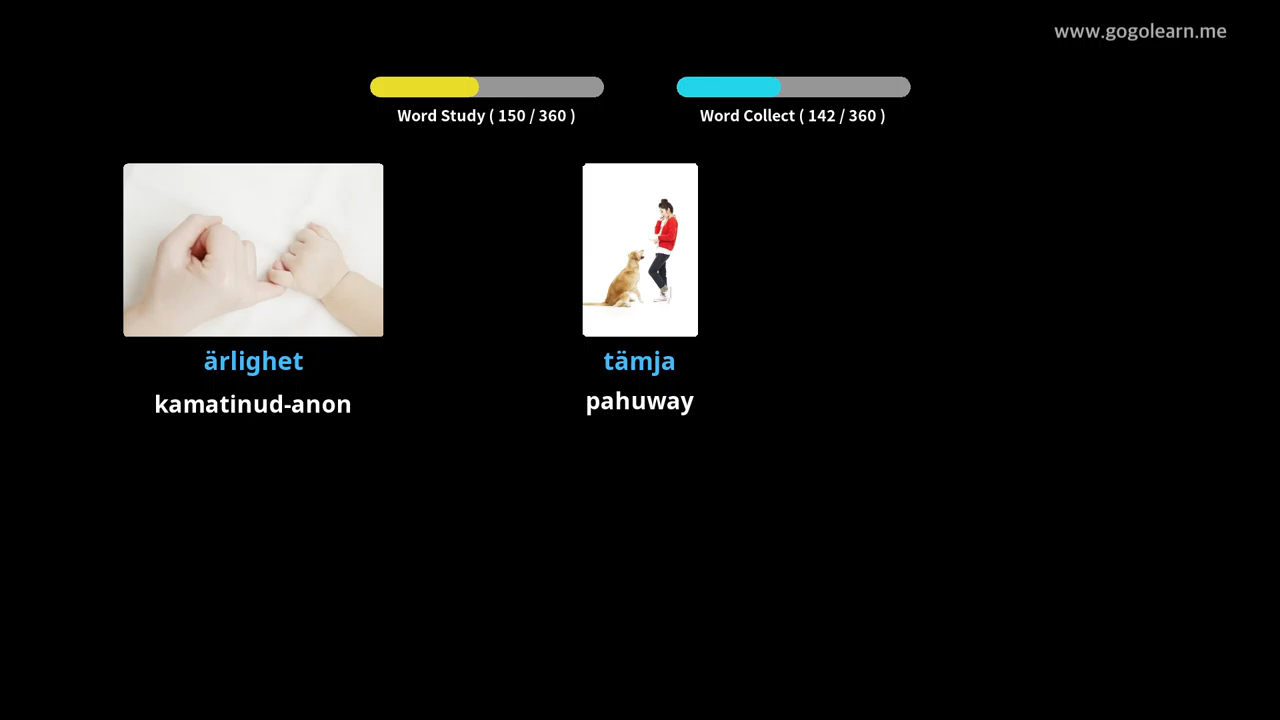 www.gogolearn.me
Word Study ( 150 / 360 )
Word Collect ( 142 / 360 )
ärlighet
tämja
kamatinud-anon
pahuway